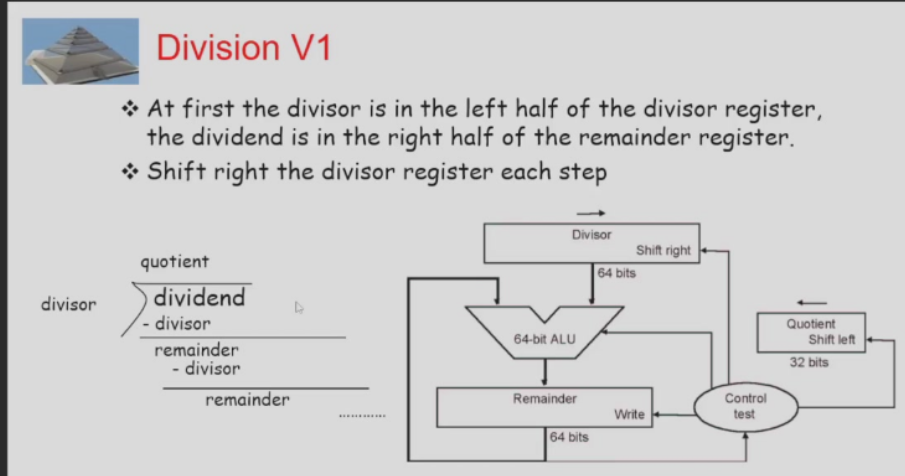 Division V1
❖ At first the divisor is in the left half of the divisor register,
the dividend is in the right half of the remainder register.
❖ Shift right the divisor register each step
quotient
divisor
dividend
- divisor
remainder
- divisor
remainder
............
Divisor
Shift right
64 bits
64-bit ALU
Quotient
Shift left
32 bits
Remainder
Write
64 bits
Control
test